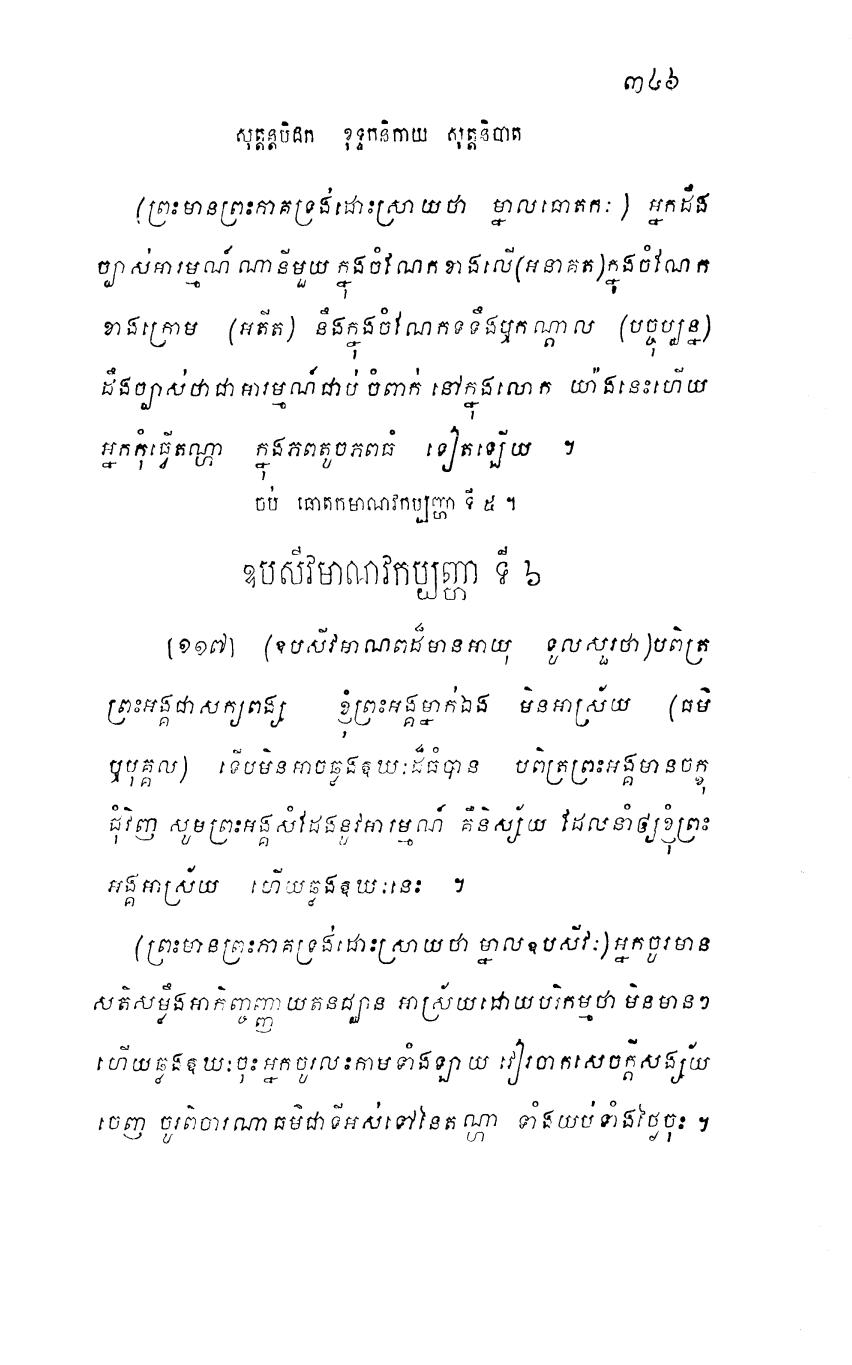 ៣៤៦
សុត្តន្តបិដក ខុទ្ទកនិកាយ សុត្តនិបាត
(ព្រះមានព្រះភាគទ្រង់ដោះស្រាយថា ម្នាលធោតកៈ) អ្នកដឹង
ច្បាស់អារម្មណ៍ ណានីមួយ ក្នុងចំណែកខាងលើ(អនាគត)ក្នុងចំណែក
ខាងក្រោម (អតីត) នឹងក្នុងចំណែកទទឹងឬកណ្តាល (បច្ចុប្បន្ន)
ដឹងច្បាស់ថាជាអារម្មណ៍ជាប់ ចំពាក់ នៅក្នុងលោក យ៉ាងនេះហើយ
អ្នកកុំធ្វើតណ្ហា ក្នុងភពតូចភពធំ ទៀតឡើយ ។
ចប់ ធោតកមាណវកប្បញ្ហា ទី ៥ ។
ឧបសីវមាណវកប្បញ្ហា ទី ៦
[១១៧] (ឧបសីវមាណពដ៏មានអាយុ ទូលសួរថា)បពិត្រ
ព្រះអង្គជាសក្យពង្ស ខ្ញុំព្រះអង្គម្នាក់ឯង មិនអាស្រ័យ (ធម៌
ឬបុគ្គល) ទើបមិនអាចឆ្លងឱឃៈដ៏ធំបាន បពិត្រព្រះអង្គមានចក្ខុ
ជុំវិញ សូមព្រះអង្គសំដែងនូវអារម្មណ៍ គឺនិស្ស័យ ដែលនាំឲ្យខ្ញុំព្រះ
អង្គអាស្រ័យ ហើយឆ្លងឱឃៈនេះ ។
(ព្រះមានព្រះភាគទ្រង់ដោះស្រាយថា ម្នាលឧបសីវៈ)អ្នកចូរមាន
សតិសម្លឹងអាកិញ្ចញ្ញាយតនជ្ឈាន អាស្រ័យដោយបរិកម្មថា មិនមានៗ
ហើយឆ្លងឱឃៈចុះ អ្នកចូរលះកាមទាំងឡាយ វៀរចាកសេចក្តីសង្ស័យ
ចេញ ចូរពិចារណាធម៌ជាទីអស់ទៅនៃតណ្ហា ទាំងយប់ទាំងថ្ងៃចុះ ។